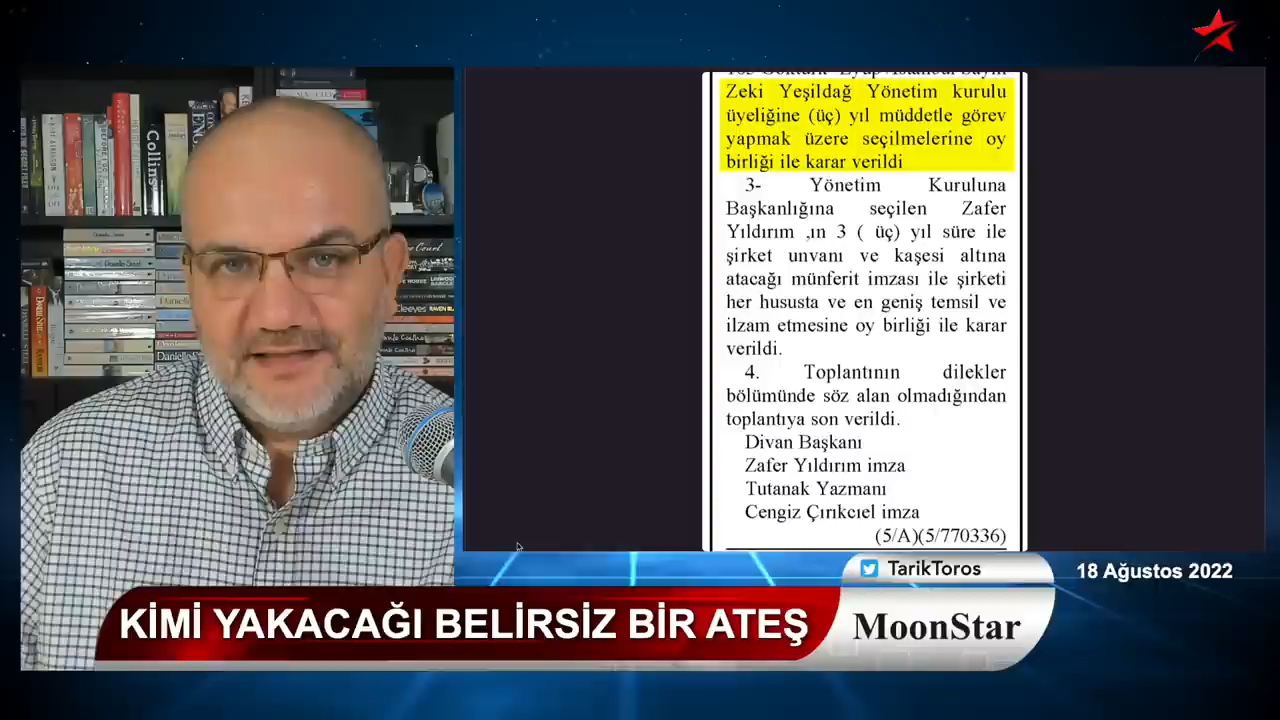 Zeki Yeşildağ Yönetim kurulu
üyeliğine (üç) yıl müddetle görev
yapmak üzere seçilmelerine oy
birliği ile karar verildi
3- Yönetim Kuruluna
Başkanlığına seçilen Zafer
Yıldırım ,ın 3 ( üç) yıl süre ile
şirket unvanı ve kaşesi altına
atacağı münferit imzası ile şirketi
her hususta ve en geniş temsil ve
ilzam etmesine oy birliği ile karar
verildi.
4. Toplantının dilekler
bölümünde söz alan olmadığından
toplantıya son verildi.
Divan Başkanı
Zafer Yıldırım imza
Tutanak Yazmanı
Cengiz Çırıkcıel imza
(5/A)(5/770336)
Collins
TarikToros
18 Ağustos 2022
KİMİ YAKACAĞI BELİRSİZ BİR ATEŞ
MoonStar